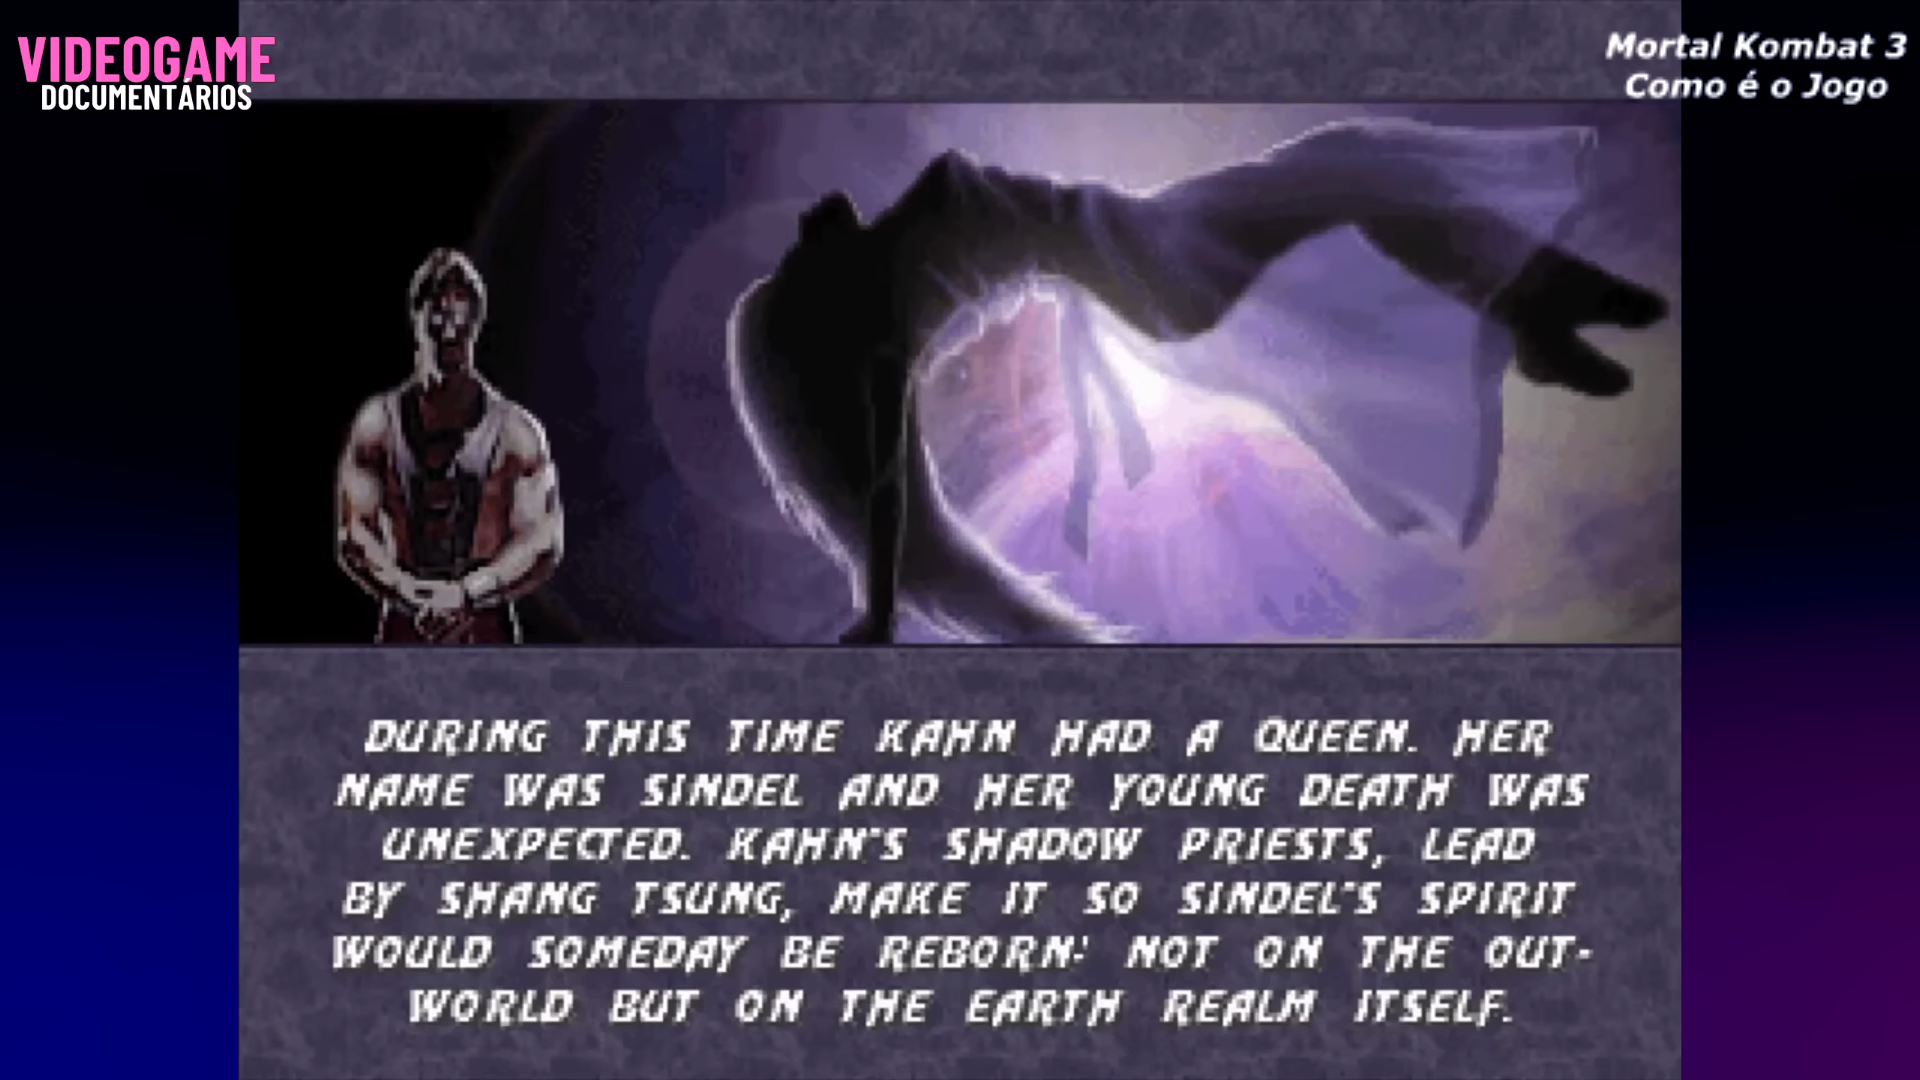 VIDEOGAME
DOCUMENTÁRIOS
Mortal Kombat 3
Como é o Jogo
DURING THIS TIME KAHN HAD A QUEEN. HER
NAME WAS SINDEL AND HER YOUNG DEATH WAS
UNEXPECTED. KAHN'S SHADOW PRIESTS, LEAD
BY SHANG TSUNG, MAKE IT SO SINDEL'S SPIRIT
WOULD SOMEDAY BE REBORN! NOT ON THE OUT-
WORLD BUT ON THE EARTH REALM ITSELF.